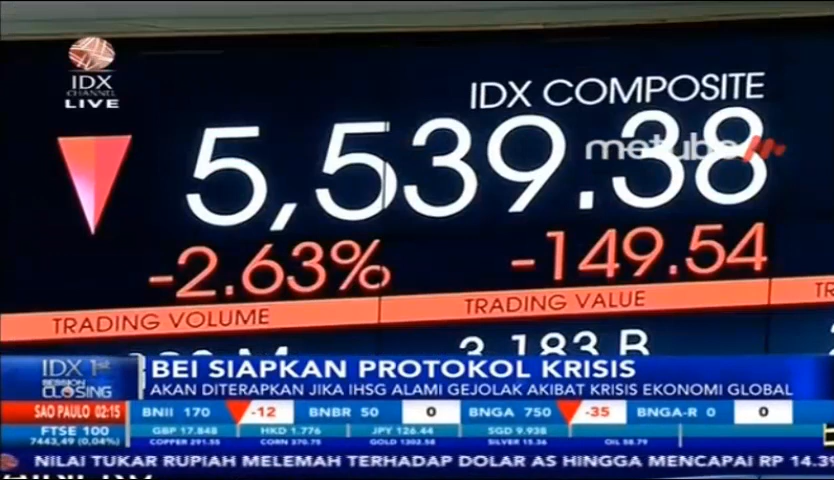 IDX
CHANNEL
LIVE
IDX COMPOSITE
5,539.38
metube
-2.63% -149.54
TRADING VOLUME TRADING VALUE
3,183 B
IDX 1st
SESSION
CLOSING
BEI SIAPKAN PROTOKOL KRISIS
AKAN DITERAPKAN JIKA IHSG ALAMI GEJOLAK AKIBAT KRISIS EKONOMI GLOBAL
SAO PAULO 02:15 BNII 170 -12 BNBR 50 0 BNGA 750 -35 BNGA-R 0 0
FTSE 100 GBP 17.848 HKD 1.776 JPY 126.44 SGD 9.938
7443,49 (0,04%) COPPER 291.55 CORN 370.75 GOLD 1302.58 SILVER 15.36 OIL 58.79
NILAI TUKAR RUPIAH MELEMAH TERHADAP DOLAR AS HINGGA MENCAPAI RP 14.39